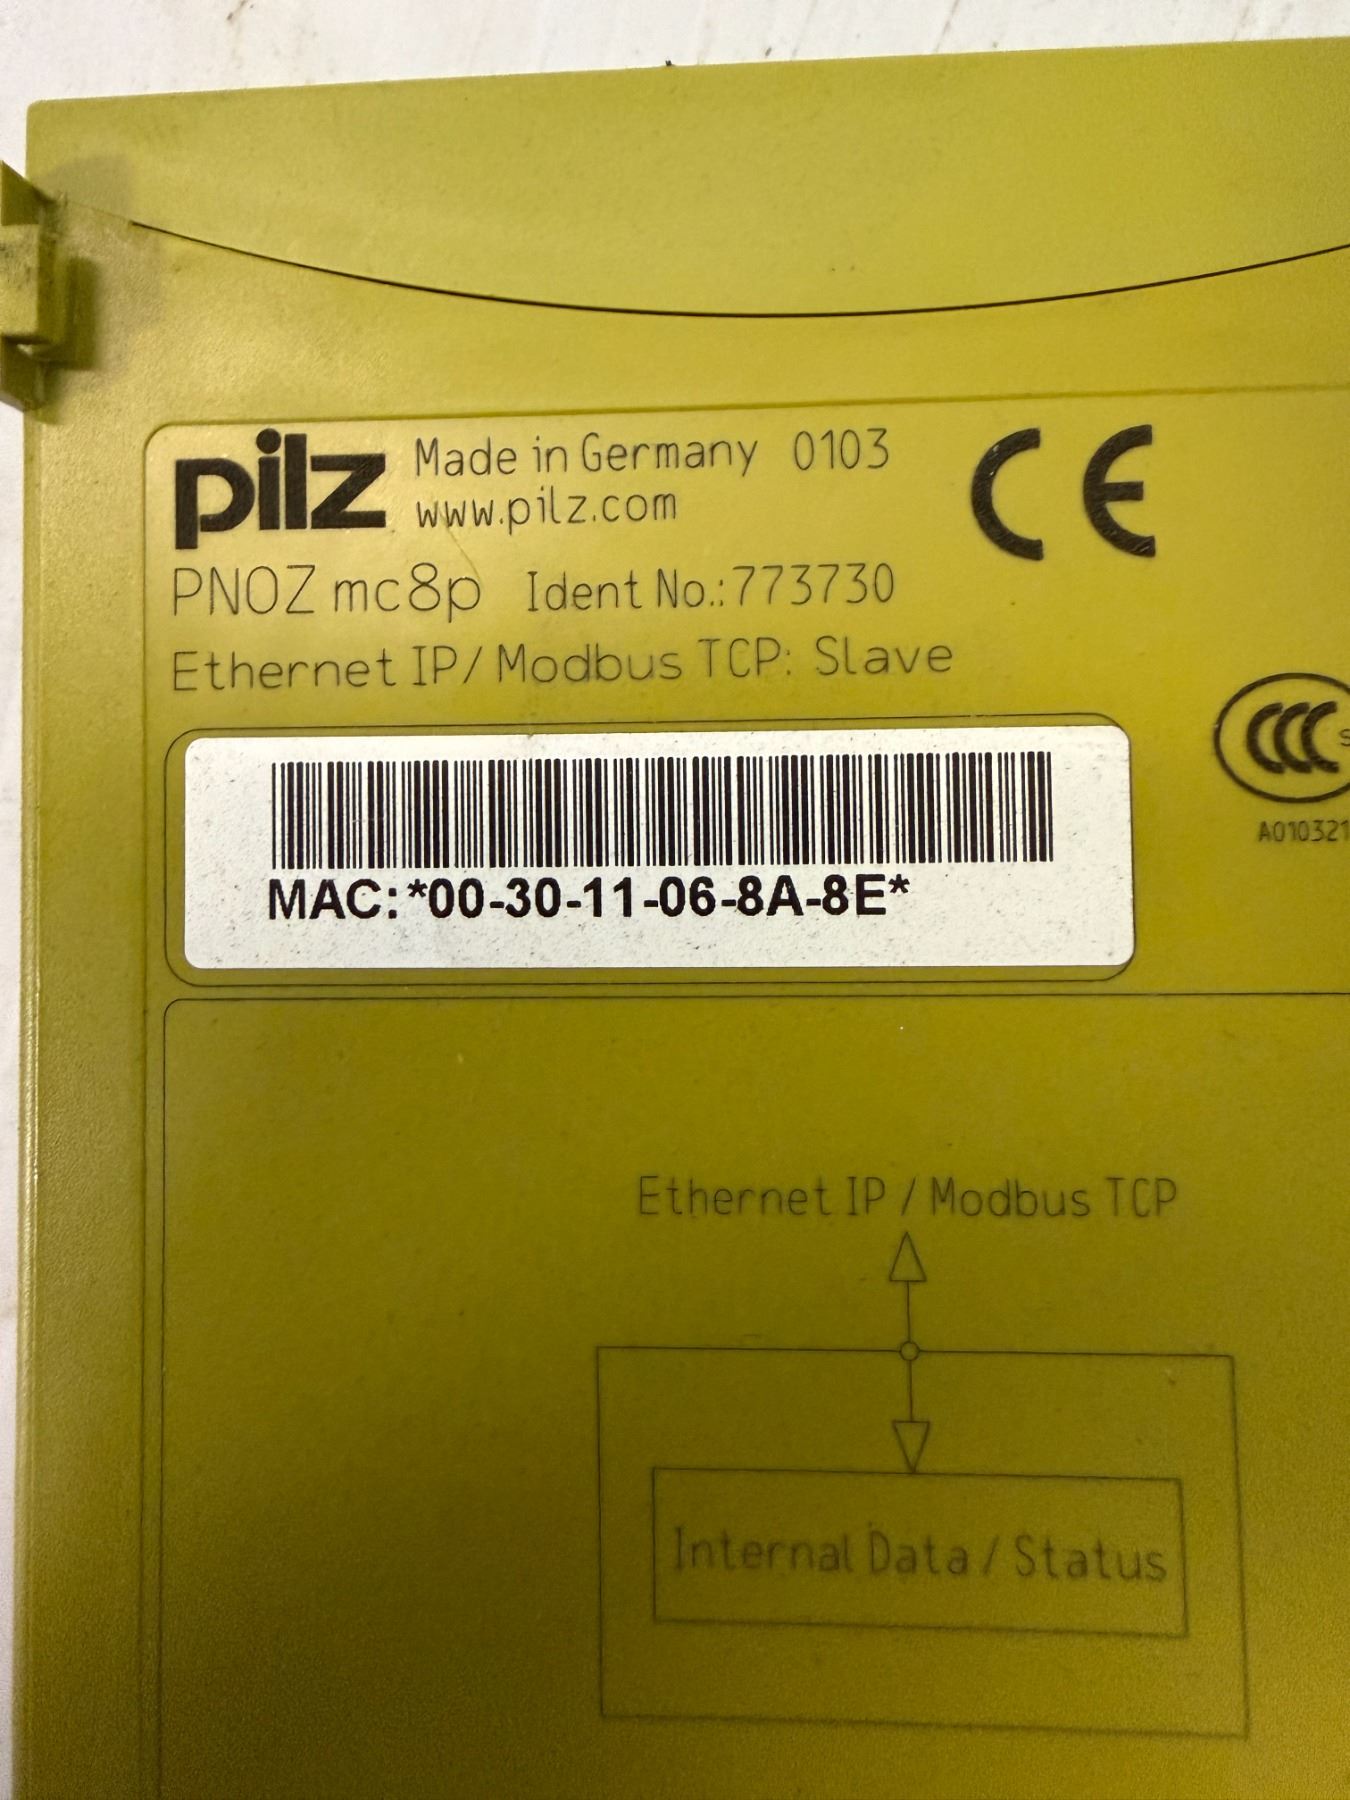 pilz Made in Germany 0103 CE
www.pilz.com
PNOZ mc8p Ident No.:773730
Ethernet IP/Modbus TCP: Slave
CCC S
A010321
MAC:*00-30-11-06-8A-8E*
Ethernet IP / Modbus TCP
Internal Data / Status